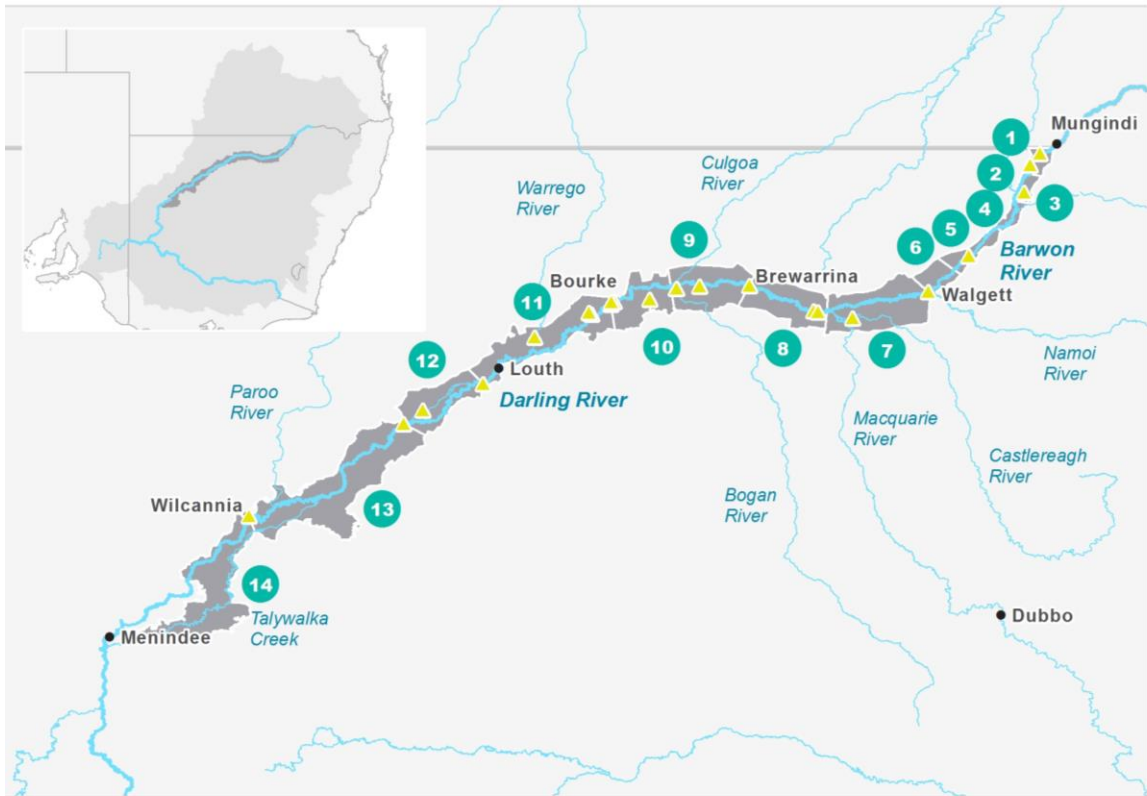 Mungindi
1
2
Culgoa
River
Warrego
River
3
4
5
Barwon
River
6
9
Bourke
Brewarrina
Walgett
11
10
8
7
Namoi
River
12
Louth
Paroo
River
Darling River
Macquarie
River
Castlereagh
River
Wilcannia
13
Bogan
River
14
Talywalka
Creek
Menindee
Dubbo